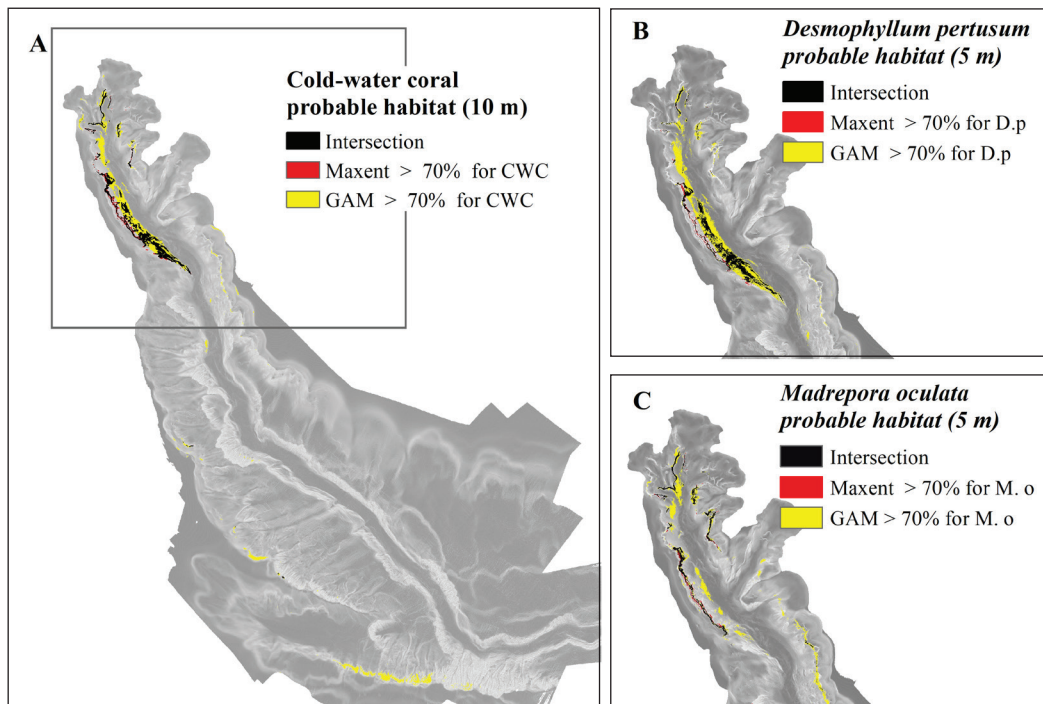 A
Cold-water coral
probable habitat (10 m)
Intersection
Maxent > 70% for CWC
GAM > 70% for CWC
B
Desmophyllum pertusum
probable habitat (5 m)
Intersection
Maxent > 70% for D.p
GAM > 70% for D.p
C
Madrepora oculata
probable habitat (5 m)
Intersection
Maxent > 70% for M. o
GAM > 70% for M. o